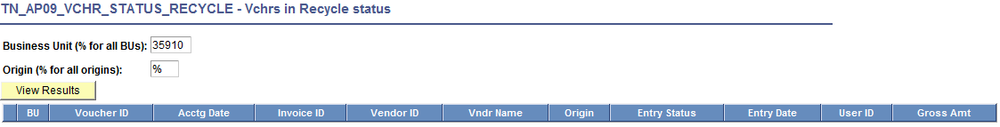 TN_AP09_VCHR_STATUS_RECYCLE - Vchrs in Recycle status
Business Unit (% for all BUs): 35910
Origin (% for all origins): %
View Results
BU Voucher ID Acctg Date Invoice ID Vendor ID Vndr Name Origin Entry Status Entry Date User ID Gross Amt